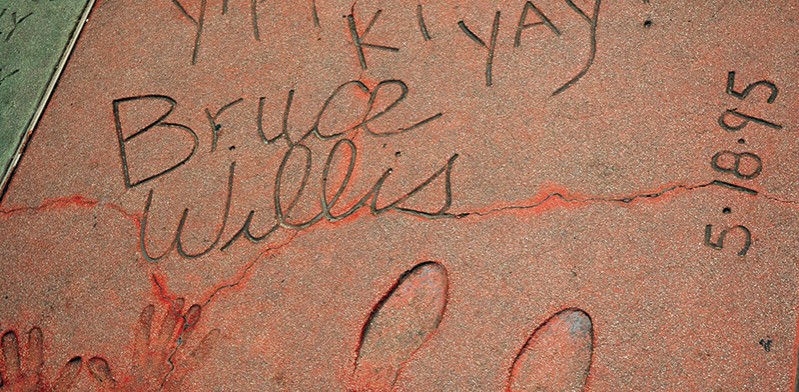 KI YAY
Bruce
Willis
5.18.95